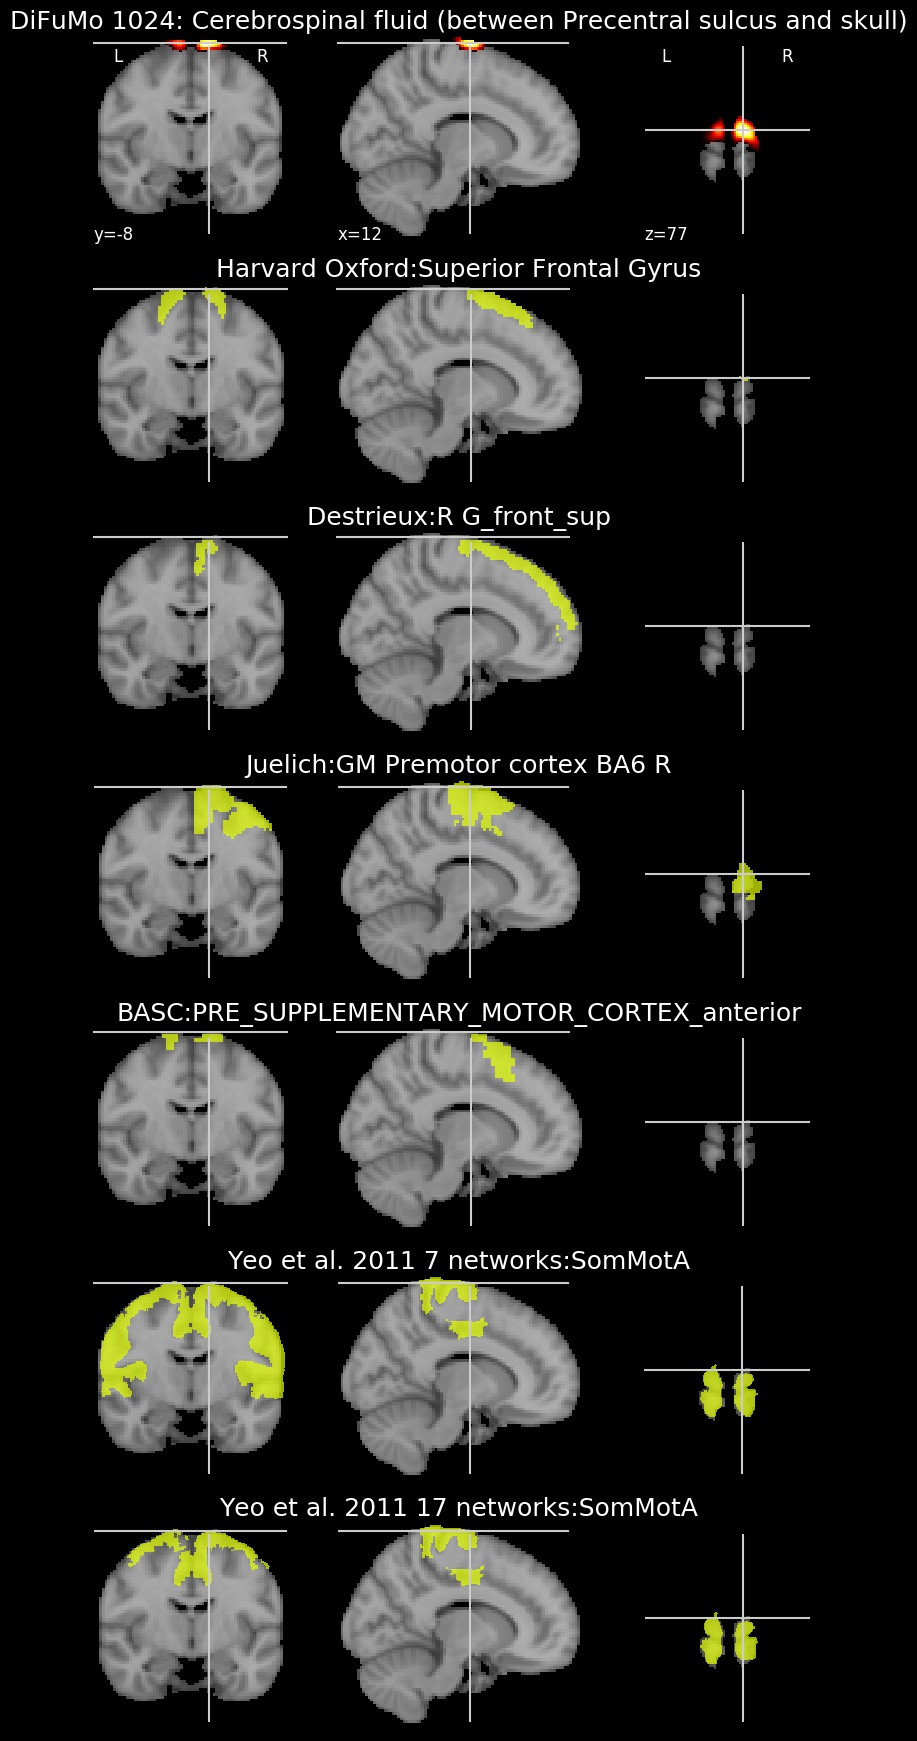 DiFuMo 1024: Cerebrospinal fluid (between Precentral sulcus and skull)
L R L R
y=-8 x=12 z=77
Harvard Oxford:Superior Frontal Gyrus
Destrieux:R G_front_sup
Juelich:GM Premotor cortex BA6 R
BASC:PRE_SUPPLEMENTARY_MOTOR_CORTEX_anterior
Yeo et al. 2011 7 networks:SomMotA
Yeo et al. 2011 17 networks:SomMotA